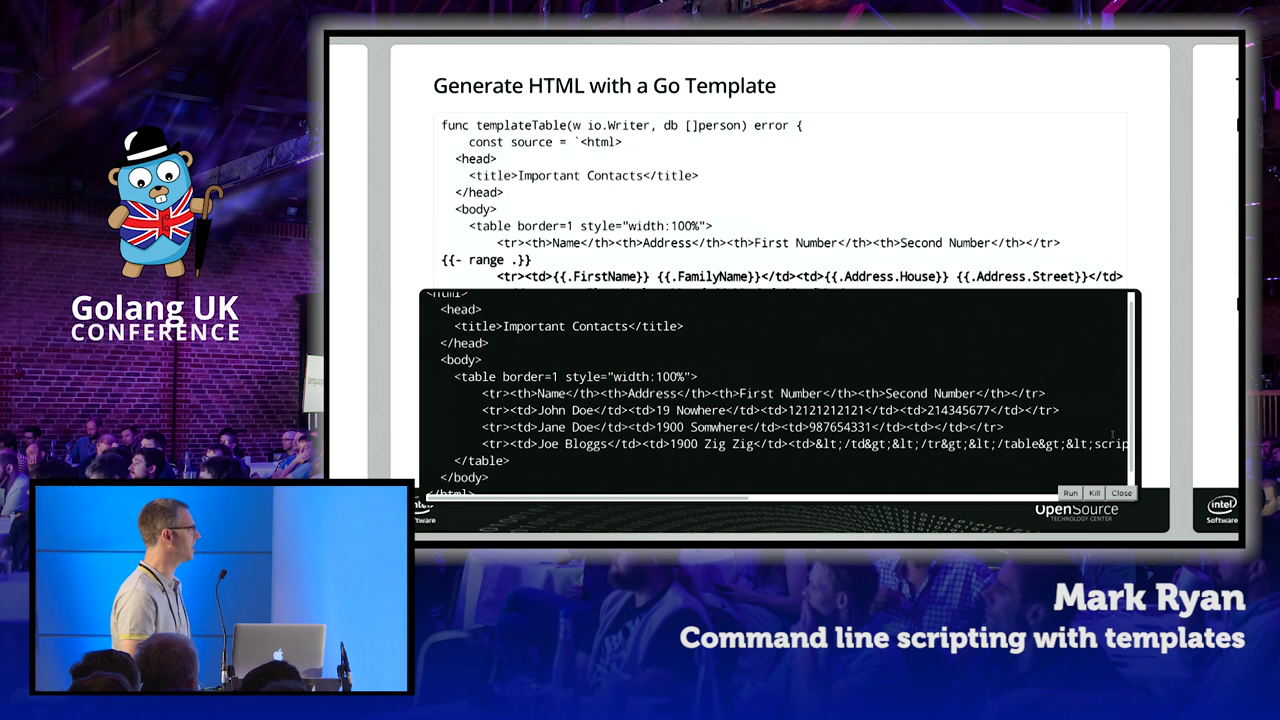 Golang UK
CONFERENCE
Generate HTML with a Go Template
func templateTable(w io.Writer, db []person) error {
const source = `<html>
<head>
<title>Important Contacts</title>
</head>
<body>
<table border=1 style="width:100%">
<tr><th>Name</th><th>Address</th><th>First Number</th><th>Second Number</th></tr>
{{- range .}}
<tr><td>{{.FirstName}} {{.FamilyName}}</td><td>{{.Address.House}} {{.Address.Street}}</td>
<html>
<head>
<title>Important Contacts</title>
</head>
<body>
<table border=1 style="width:100%">
<tr><th>Name</th><th>Address</th><th>First Number</th><th>Second Number</th></tr>
<tr><td>John Doe</td><td>19 Nowhere</td><td>12121212121</td><td>214345677</td></tr>
<tr><td>Jane Doe</td><td>1900 Somwhere</td><td>987654331</td><td></td></tr>
<tr><td>Joe Bloggs</td><td>1900 Zig Zig</td><td>&lt;/td&gt;&lt;/tr&gt;&lt;/table&gt;&lt;scrip
</table>
</body>
</html>
Run Kill Close
OpenSource
TECHNOLOGY CENTER
intel
Software
Mark Ryan
Command line scripting with templates